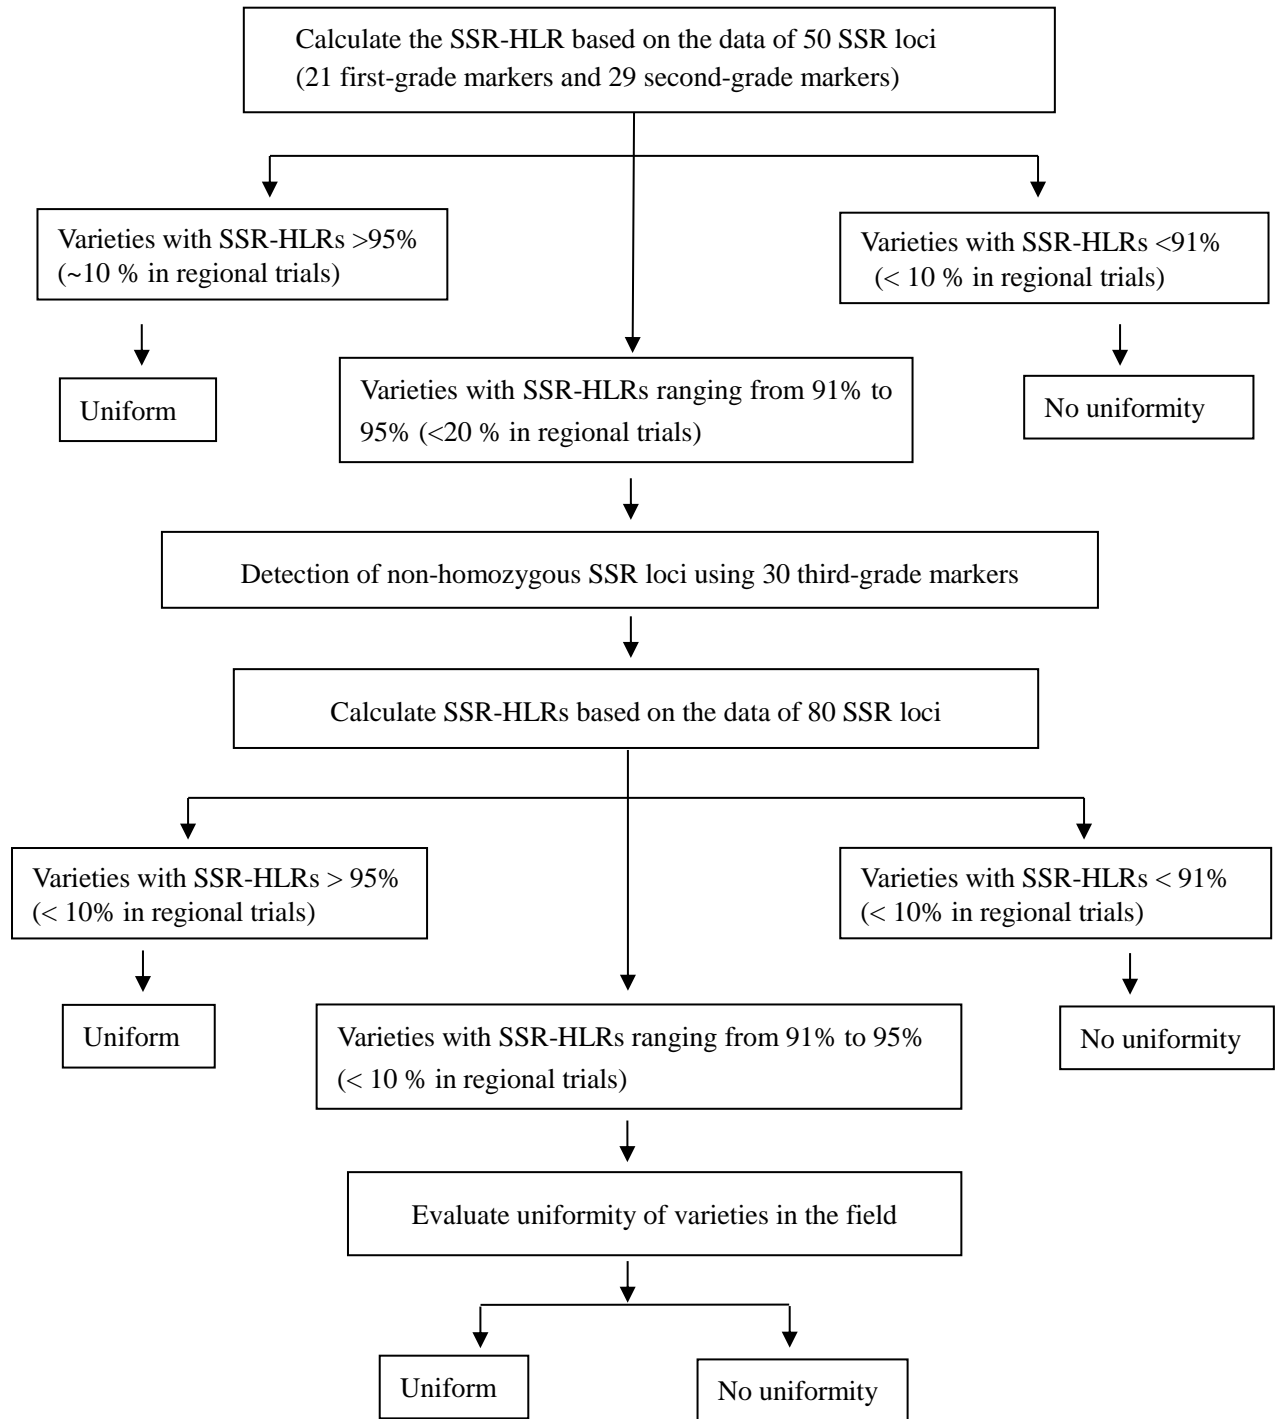 Calculate the SSR-HLR based on the data of 50 SSR loci
(21 first-grade markers and 29 second-grade markers)
Varieties with SSR-HLRs >95%
(~10 % in regional trials)
Varieties with SSR-HLRs <91%
(< 10 % in regional trials)
Uniform
Varieties with SSR-HLRs ranging from 91% to
95% (<20 % in regional trials)
No uniformity
Detection of non-homozygous SSR loci using 30 third-grade markers
Calculate SSR-HLRs based on the data of 80 SSR loci
Varieties with SSR-HLRs > 95%
(< 10% in regional trials)
Varieties with SSR-HLRs < 91%
(< 10% in regional trials)
Uniform
Varieties with SSR-HLRs ranging from 91% to 95%
(< 10 % in regional trials)
No uniformity
Evaluate uniformity of varieties in the field
Uniform
No uniformity